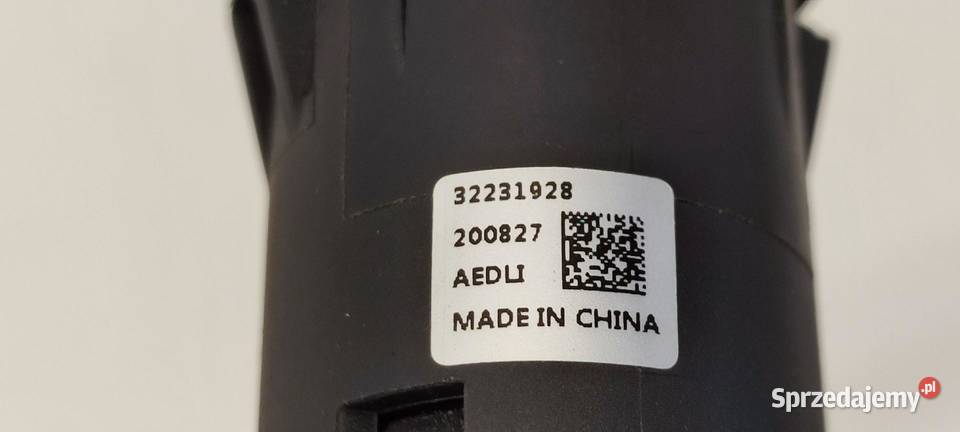 32231928
200827
AEDLI
MADE IN CHINA
Sprzedajemy.pl